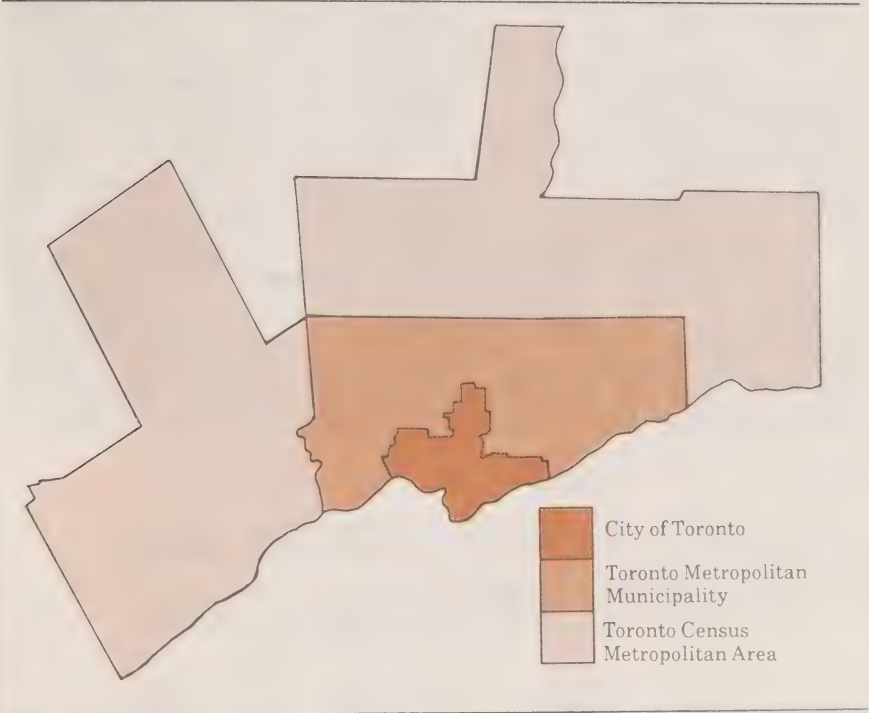 City of Toronto
Toronto Metropolitan
Municipality
Toronto Census
Metropolitan Area